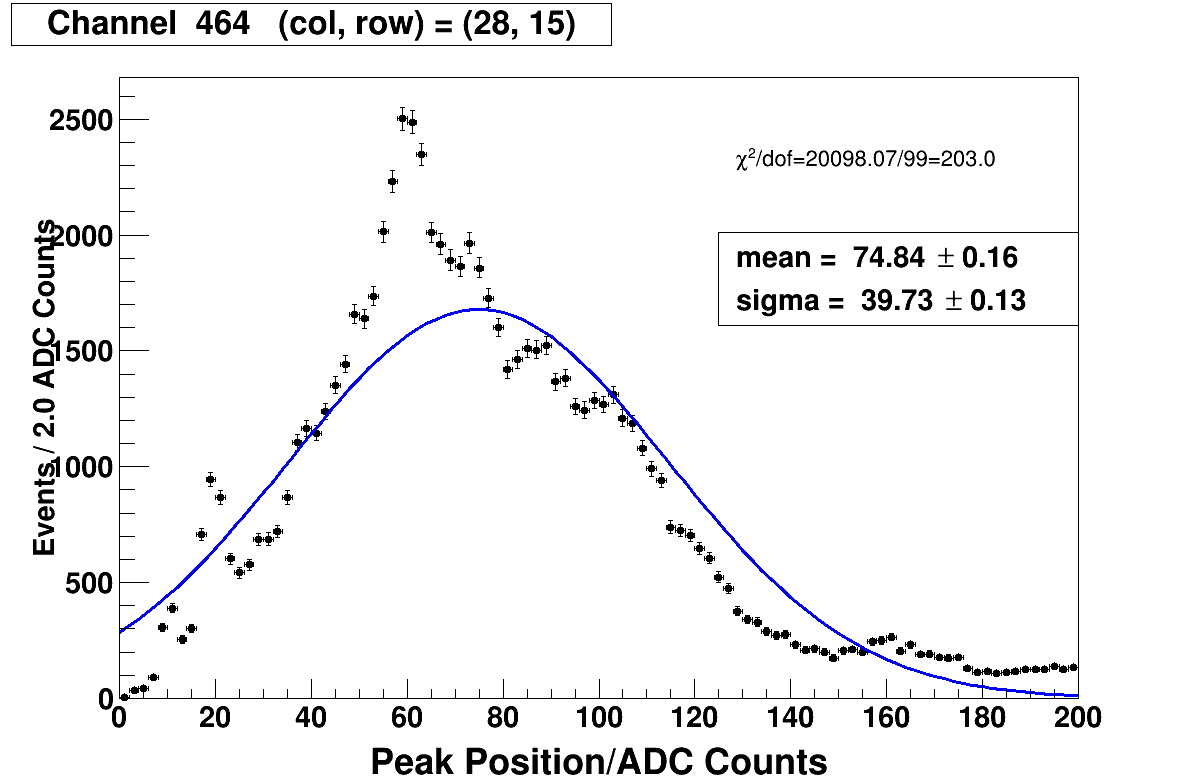 Channel 464 (col, row) = (28, 15)
χ²/dof=20098.07/99=203.0
mean = 74.84 ± 0.16
sigma = 39.73 ± 0.13
Events / 2.0 ADC Counts
2500
2000
1500
1000
500
0
0 20 40 60 80 100 120 140 160 180 200
Peak Position/ADC Counts